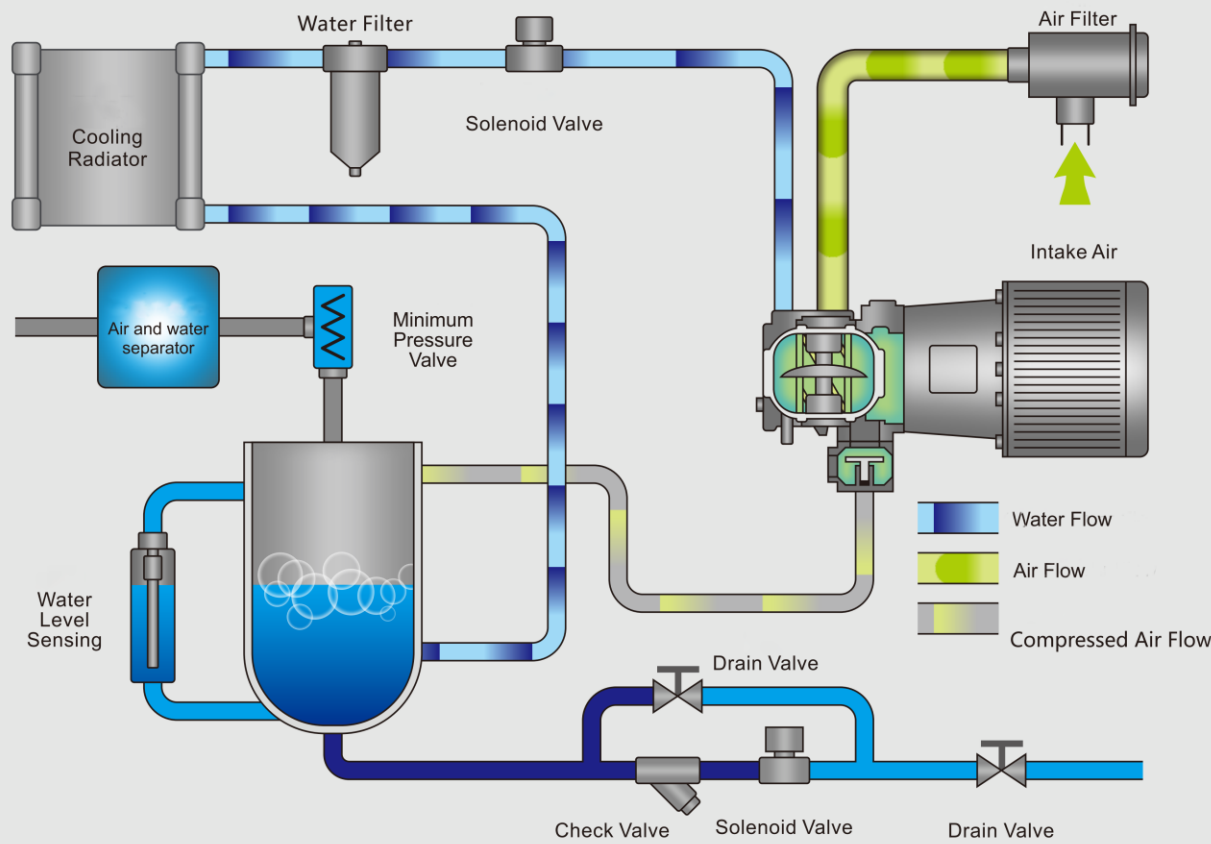 Water Filter
Air Filter
Solenoid Valve
Cooling
Radiator
Intake Air
Air and water
separator
Minimum
Pressure
Valve
Water Flow
Air Flow
Compressed Air Flow
Water
Level
Sensing
Drain Valve
Check Valve
Solenoid Valve
Drain Valve